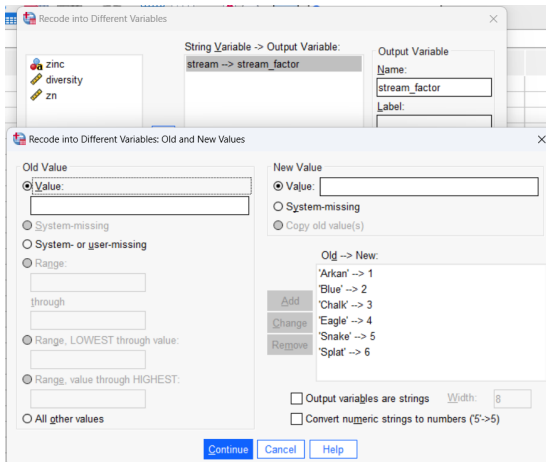 Recode into Different Variables
String Variable -> Output Variable:
zinc
diversity
zn
stream --> stream_factor
Output Variable
Name:
stream_factor
Label:
Recode into Different Variables: Old and New Values
Old Value
Value:
System-missing
System- or user-missing
Range:
through
Range, LOWEST through value:
Range, value through HIGHEST:
All other values
New Value
Value:
System-missing
Copy old value(s)
Old --> New:
'Arkan' --> 1
'Blue' --> 2
'Chalk' --> 3
'Eagle' --> 4
'Snake' --> 5
'Splat' --> 6
Add
Change
Remove
Output variables are strings Width: 8
Convert numeric strings to numbers ('5'->5)
Continue Cancel Help